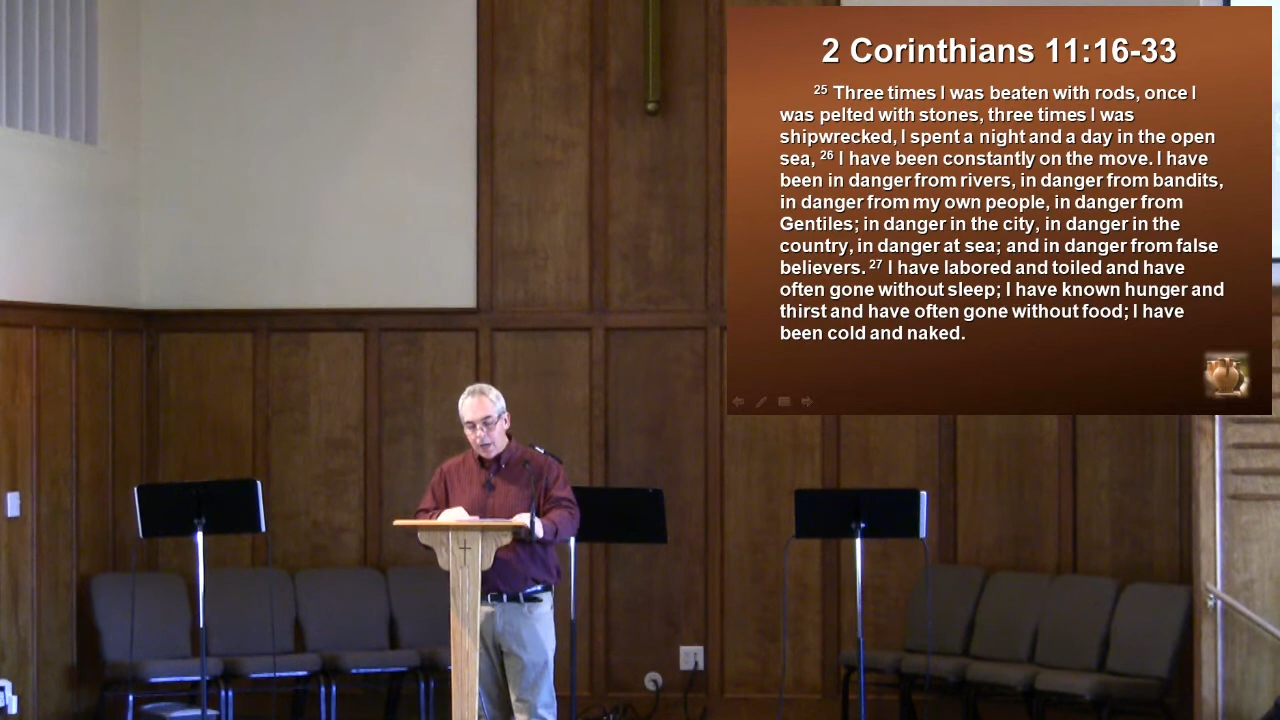 2 Corinthians 11:16-33
25 Three times I was beaten with rods, once I
was pelted with stones, three times I was
shipwrecked, I spent a night and a day in the open
sea, 26 I have been constantly on the move. I have
been in danger from rivers, in danger from bandits,
in danger from my own people, in danger from
Gentiles; in danger in the city, in danger in the
country, in danger at sea; and in danger from false
believers. 27 I have labored and toiled and have
often gone without sleep; I have known hunger and
thirst and have often gone without food; I have
been cold and naked.